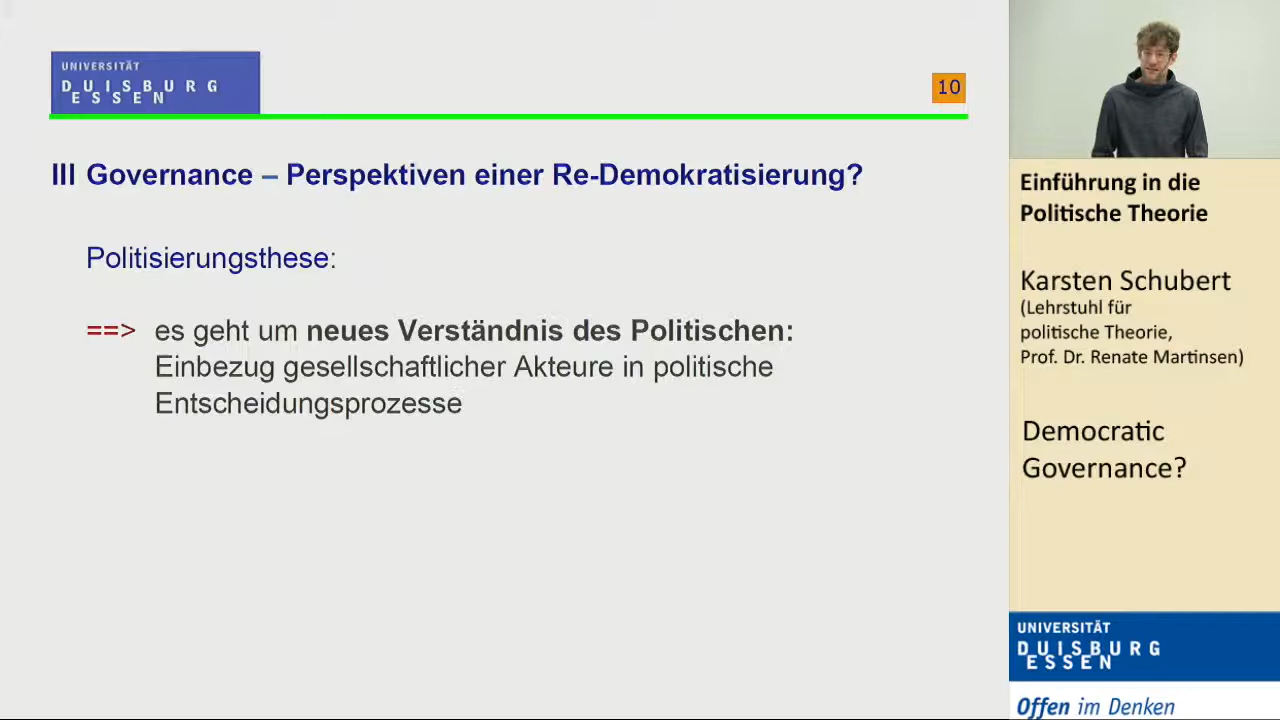 UNIVERSITÄT
DUISBURG
ESSEN
10
III Governance – Perspektiven einer Re-Demokratisierung?
Politisierungsthese:
==> es geht um neues Verständnis des Politischen:
Einbezug gesellschaftlicher Akteure in politische
Entscheidungsprozesse
Einführung in die
Politische Theorie
Karsten Schubert
(Lehrstuhl für
politische Theorie,
Prof. Dr. Renate Martinsen)
Democratic
Governance?
UNIVERSITÄT
DUISBURG
ESSEN
Offen im Denken